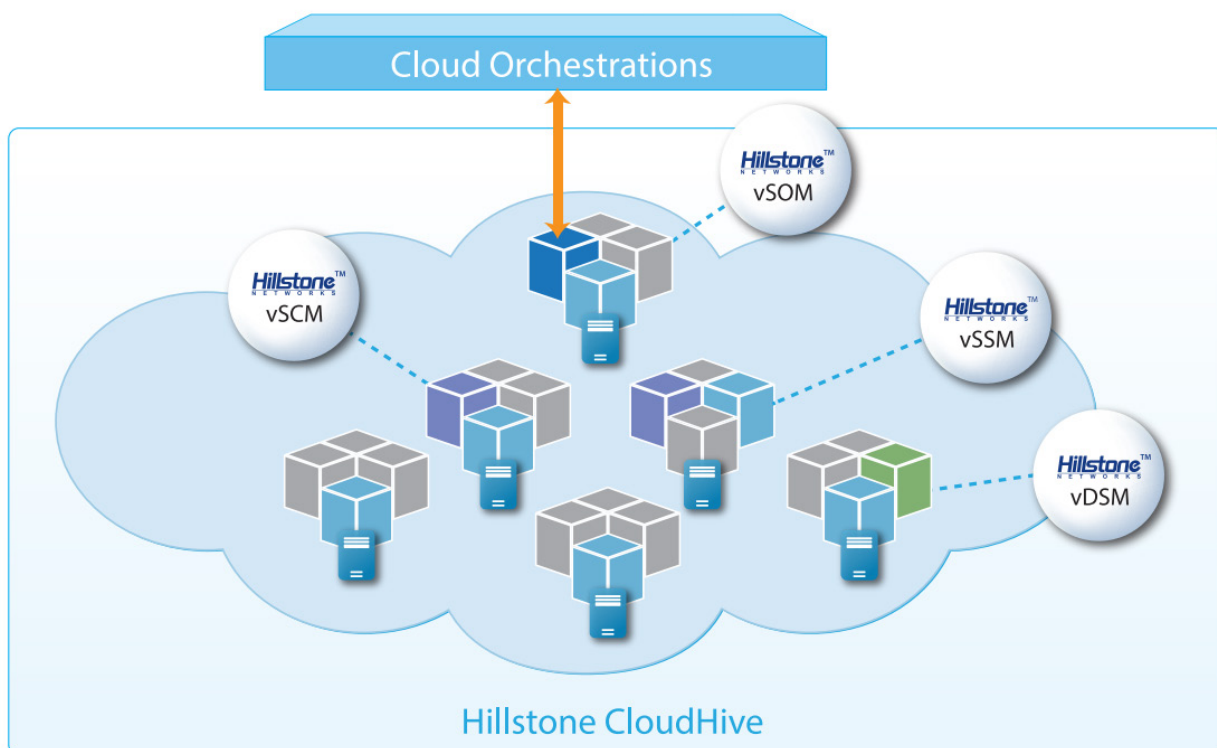 Cloud Orchestrations
Hillstone™
NETWORKS
vSOM
Hillstone™
NETWORKS
vSCM
Hillstone™
NETWORKS
vSSM
Hillstone™
NETWORKS
vDSM
Hillstone CloudHive